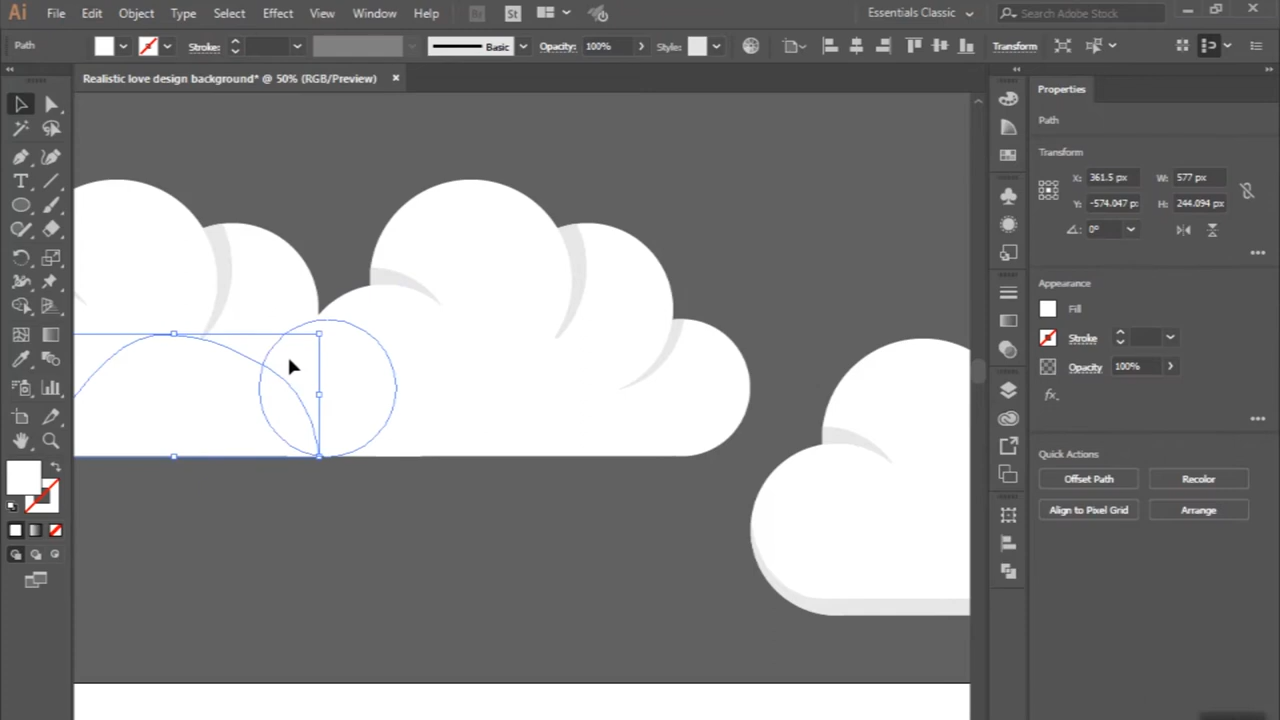 Ai File Edit Object Type Select Effect View Window Help Br St Essentials Classic Search Adobe Stock
Path Stroke: Basic Opacity: 100% Style: Transform
Realistic love design background* @ 50% (RGB/Preview) ×
Properties
Path
Transform
X: 361.5 px W: 577 px
Y: -574.047 p: H: 244.094 px
0°
Appearance
Fill
Stroke
Opacity 100%
fx.
Quick Actions
Offset Path Recolor
Align to Pixel Grid Arrange